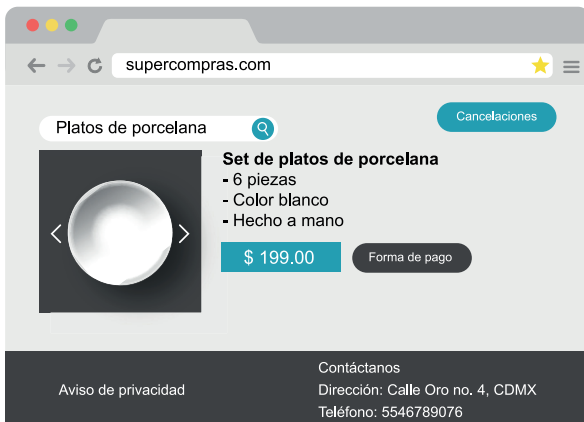 supercompras.com
Cancelaciones
Platos de porcelana
Set de platos de porcelana
- 6 piezas
- Color blanco
- Hecho a mano
$ 199.00
Forma de pago
Contáctanos
Aviso de privacidad
Dirección: Calle Oro no. 4, CDMX
Teléfono: 5546789076